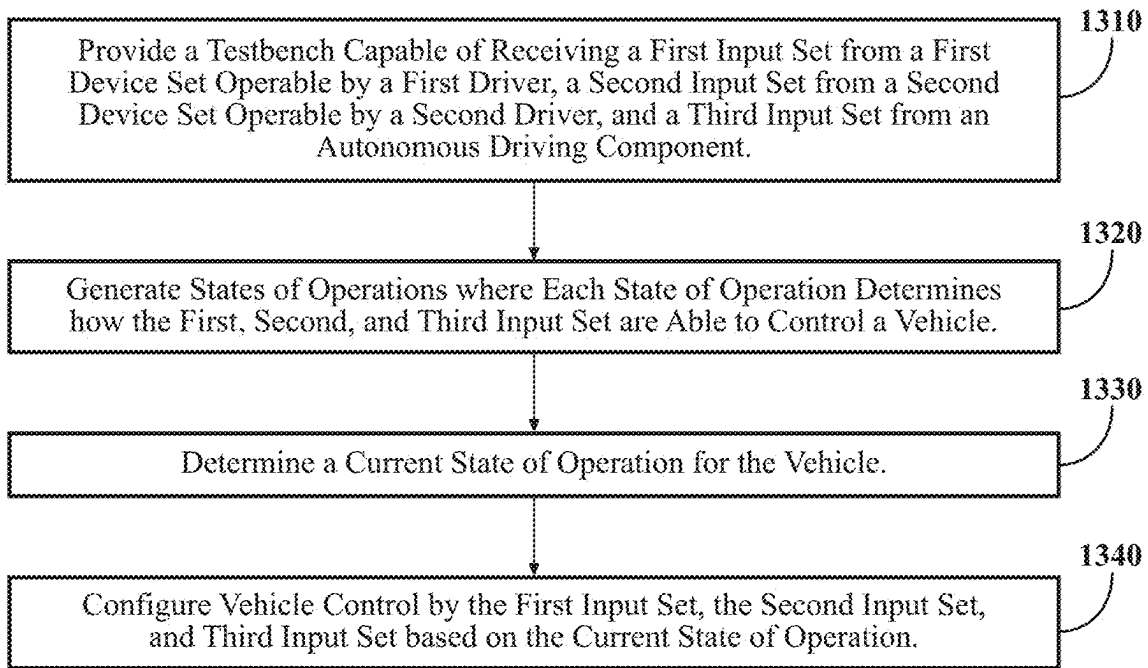 1310
Provide a Testbench Capable of Receiving a First Input Set from a First
Device Set Operable by a First Driver, a Second Input Set from a Second
Device Set Operable by a Second Driver, and a Third Input Set from an
Autonomous Driving Component.
1320
Generate States of Operations where Each State of Operation Determines
how the First, Second, and Third Input Set are Able to Control a Vehicle.
1330
Determine a Current State of Operation for the Vehicle.
1340
Configure Vehicle Control by the First Input Set, the Second Input Set,
and Third Input Set based on the Current State of Operation.